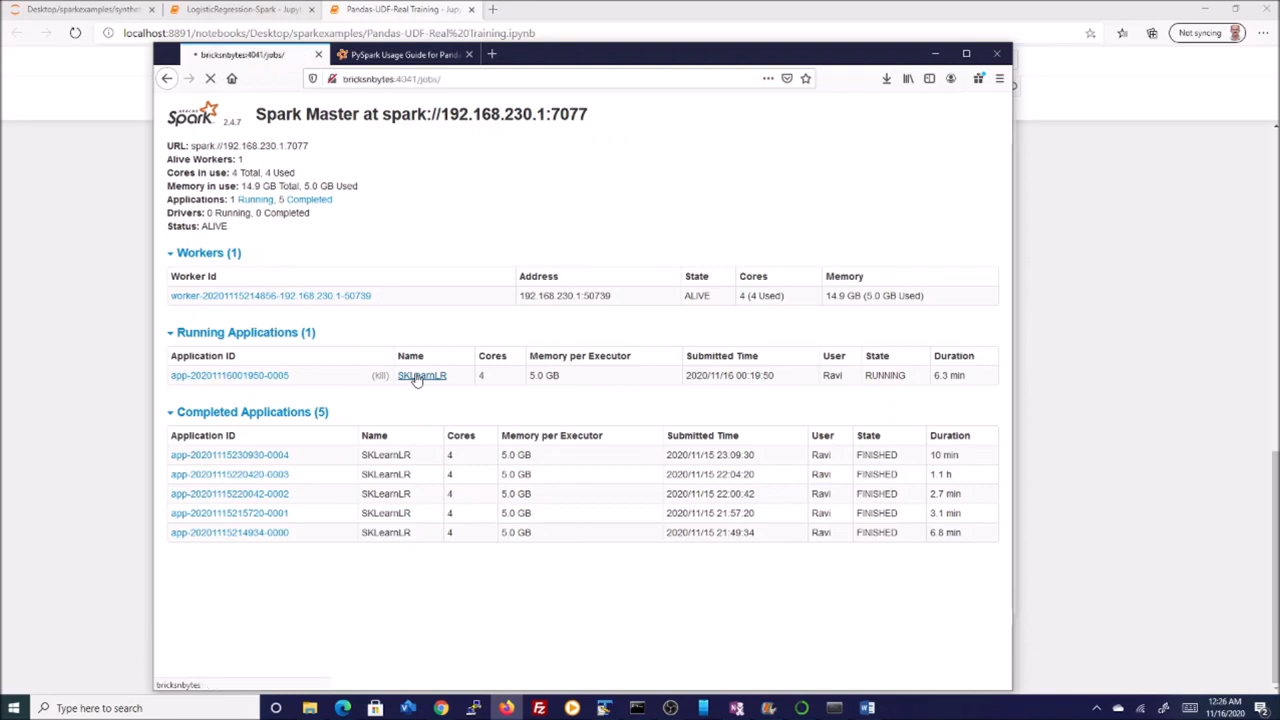 Desktop/sparkexamples/synthet
LogisticRegression-Spark - Jupyt
Pandas-UDF-Real Training - Jupyt
localhost:8891/notebooks/Desktop/sparkexamples/Pandas-UDF-Real%20Training.ipynb
Not syncing
bricksnbytes:4041/jobs/
PySpark Usage Guide for Panda
bricksnbytes:4041/jobs/
APACHE Spark 2.4.7 Spark Master at spark://192.168.230.1:7077
URL: spark://192.168.230.1:7077
Alive Workers: 1
Cores in use: 4 Total, 4 Used
Memory in use: 14.9 GB Total, 5.0 GB Used
Applications: 1 Running, 5 Completed
Drivers: 0 Running, 0 Completed
Status: ALIVE
Workers (1)
Worker Id Address State Cores Memory
worker-20201115214856-192.168.230.1-50739 192.168.230.1:50739 ALIVE 4 (4 Used) 14.9 GB (5.0 GB Used)
Running Applications (1)
Application ID Name Cores Memory per Executor Submitted Time User State Duration
app-20201116001950-0005 (kill) SKLearnLR 4 5.0 GB 2020/11/16 00:19:50 Ravi RUNNING 6.3 min
Completed Applications (5)
Application ID Name Cores Memory per Executor Submitted Time User State Duration
app-20201115230930-0004 SKLearnLR 4 5.0 GB 2020/11/15 23:09:30 Ravi FINISHED 10 min
app-20201115220420-0003 SKLearnLR 4 5.0 GB 2020/11/15 22:04:20 Ravi FINISHED 1.1 h
app-20201115220042-0002 SKLearnLR 4 5.0 GB 2020/11/15 22:00:42 Ravi FINISHED 2.7 min
app-20201115215720-0001 SKLearnLR 4 5.0 GB 2020/11/15 21:57:20 Ravi FINISHED 3.1 min
app-20201115214934-0000 SKLearnLR 4 5.0 GB 2020/11/15 21:49:34 Ravi FINISHED 6.8 min
bricksnbytes:
Type here to search
12:26 AM
11/16/2020